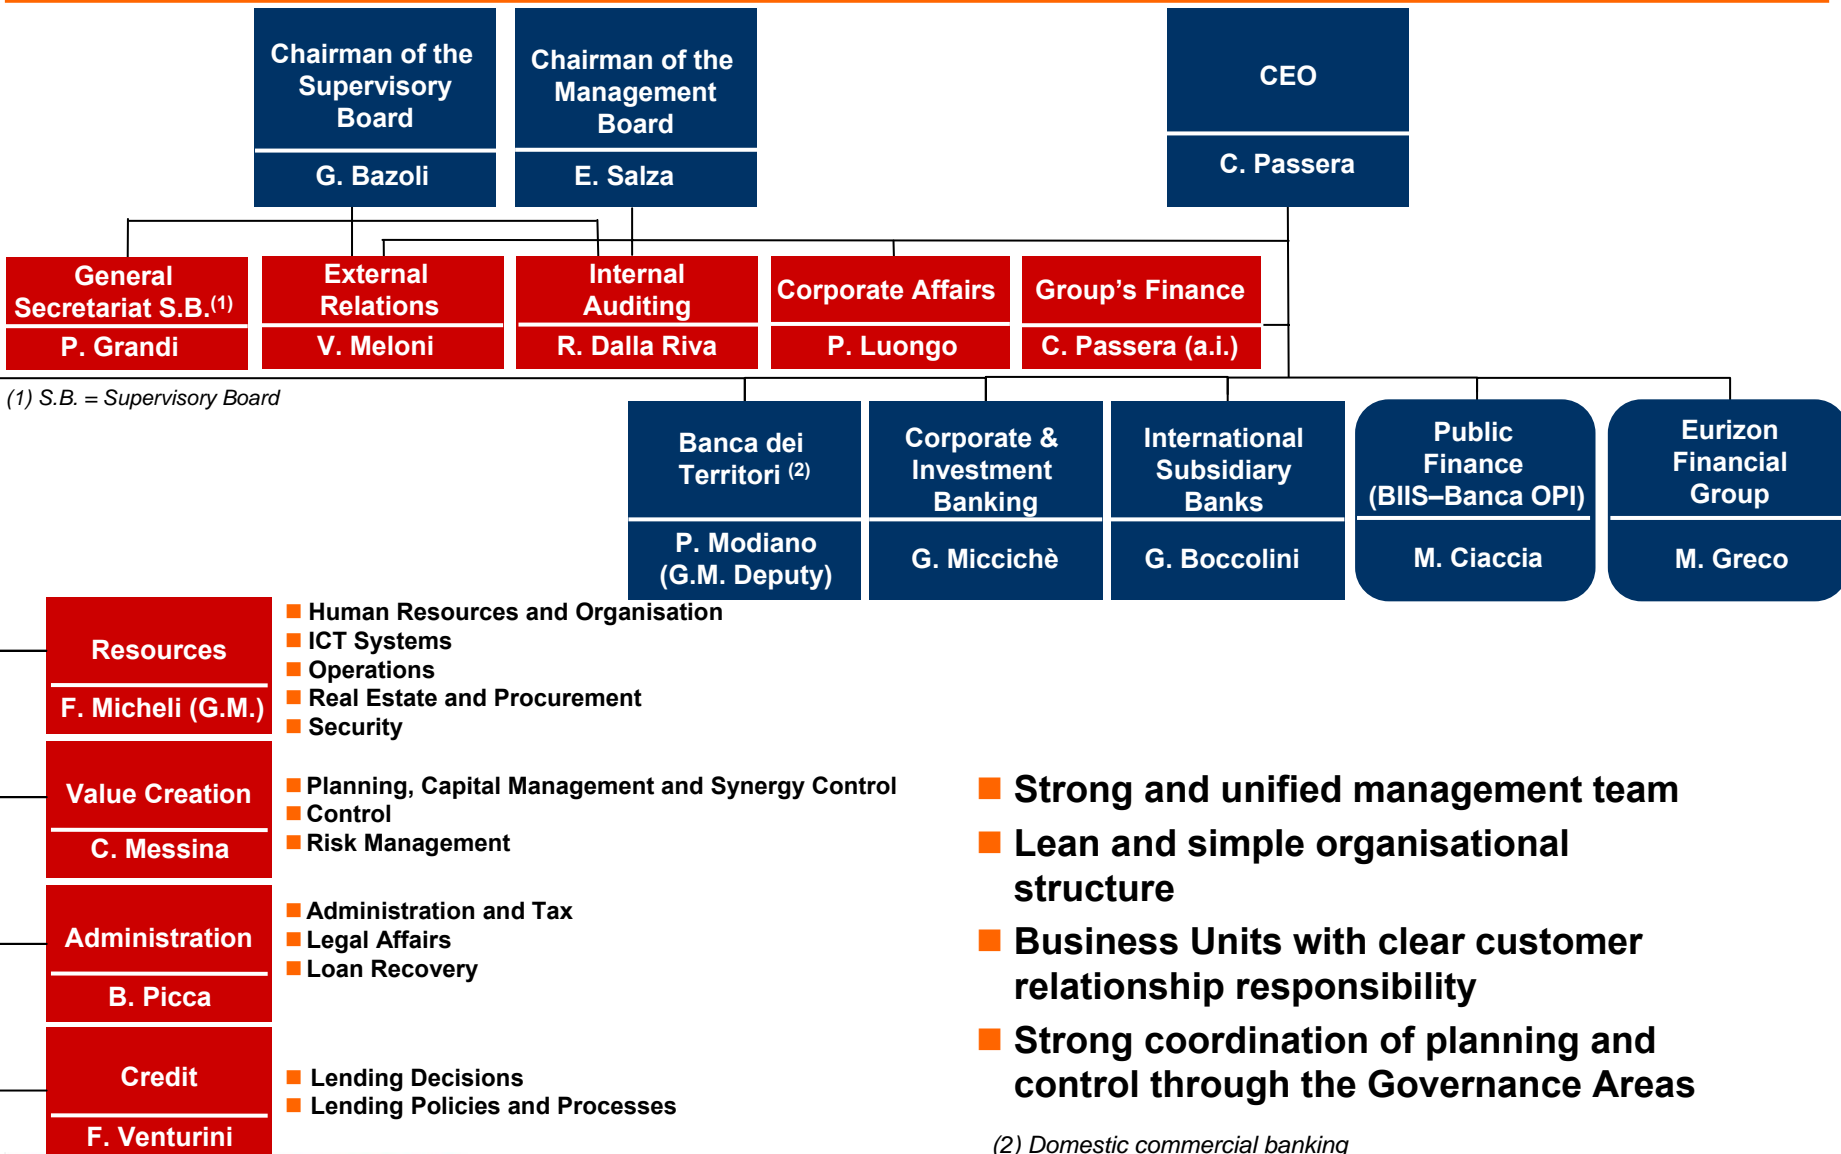 Chairman of the
Supervisory
Board
G. Bazoli
Chairman of the
Management
Board
E. Salza
CEO
C. Passera
General
Secretariat S.B.(1)
P. Grandi
External
Relations
V. Meloni
Internal
Auditing
R. Dalla Riva
Corporate Affairs
P. Luongo
Group's Finance
C. Passera (a.i.)
(1) S.B. = Supervisory Board
Banca dei
Territori (2)
P. Modiano
(G.M. Deputy)
Corporate &
Investment
Banking
G. Miccichè
International
Subsidiary
Banks
G. Boccolini
Public
Finance
(BIIS–Banca OPI)
M. Ciaccia
Eurizon
Financial
Group
M. Greco
Resources
F. Micheli (G.M.)
Human Resources and Organisation
ICT Systems
Operations
Real Estate and Procurement
Security
Value Creation
C. Messina
Planning, Capital Management and Synergy Control
Control
Risk Management
Administration
B. Picca
Administration and Tax
Legal Affairs
Loan Recovery
Credit
F. Venturini
Lending Decisions
Lending Policies and Processes
Strong and unified management team
Lean and simple organisational
structure
Business Units with clear customer
relationship responsibility
Strong coordination of planning and
control through the Governance Areas
(2) Domestic commercial banking